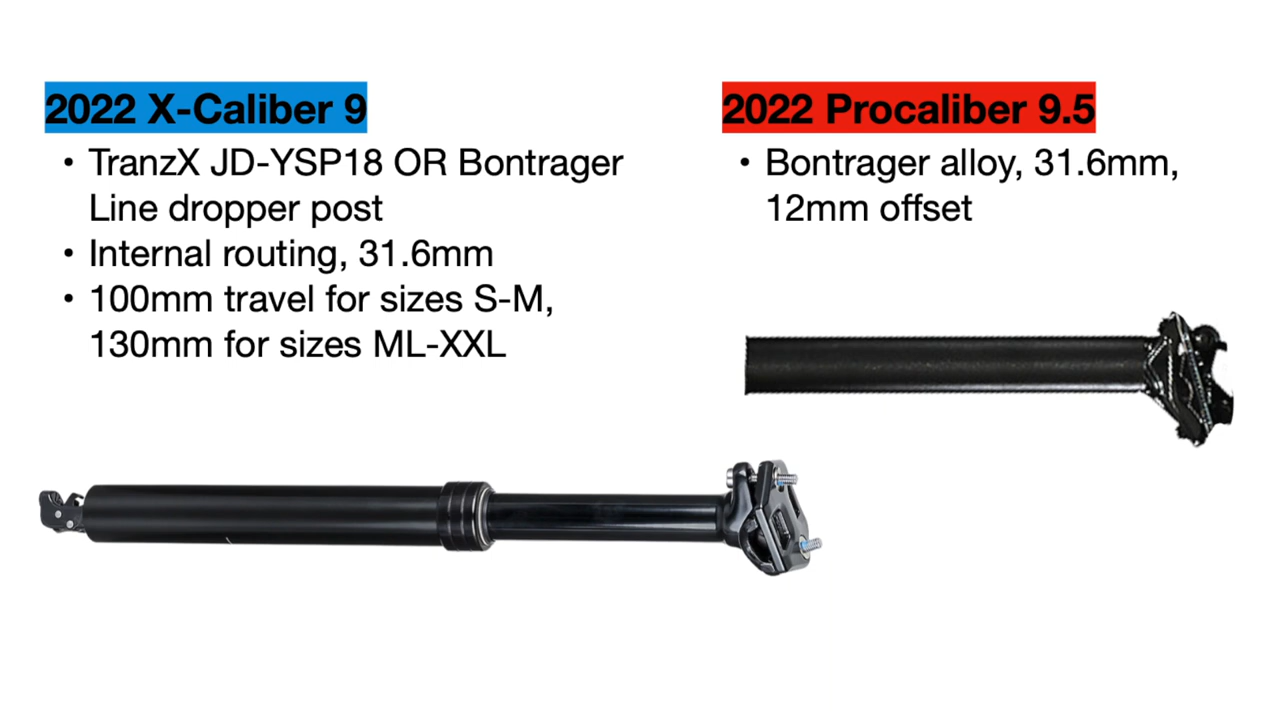 2022 X-Caliber 9
• TranzX JD-YSP18 OR Bontrager
Line dropper post
• Internal routing, 31.6mm
• 100mm travel for sizes S-M,
130mm for sizes ML-XXL
2022 Procaliber 9.5
• Bontrager alloy, 31.6mm,
12mm offset